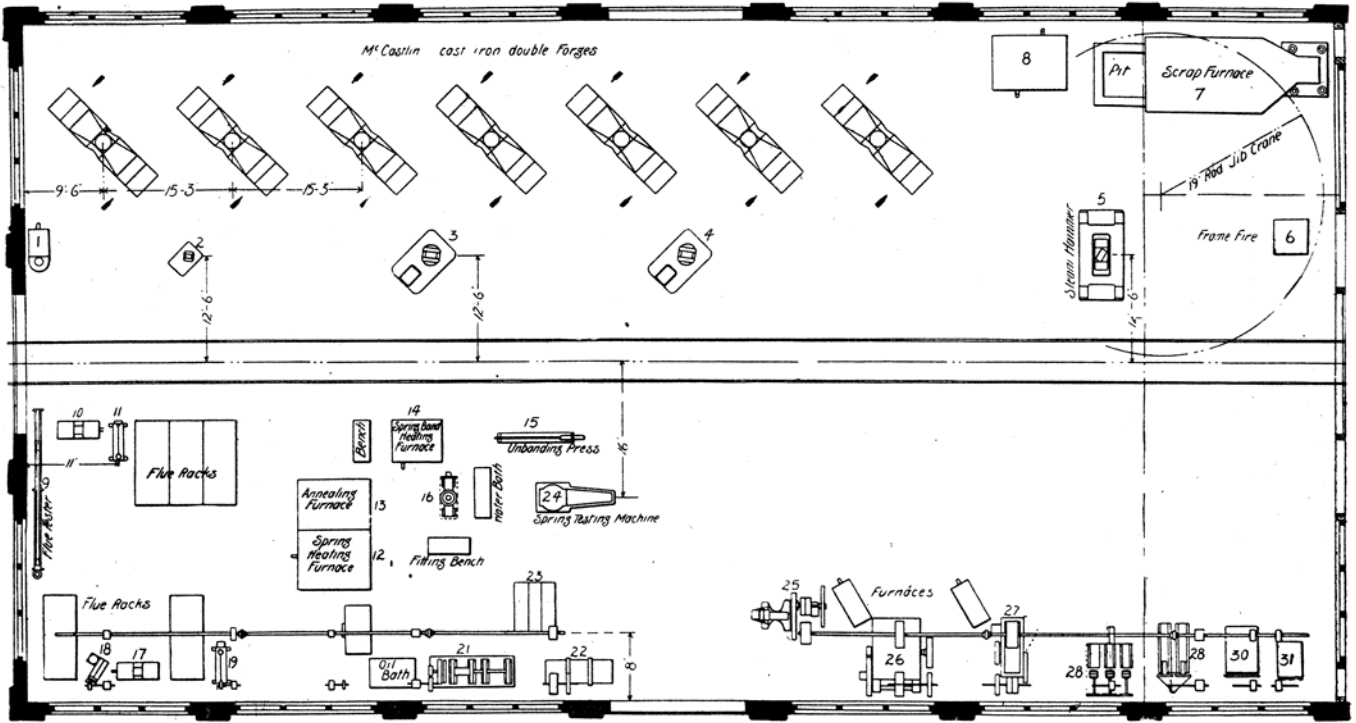 McCaslin cast iron double Forges
8
Pit
Scrap Furnace
7
19' Rad Jib Crane
9'-6"
15'-3
15'-3"
1
2
3
4
5
Steam Hammer
Frame Fire
6
12'-6"
12'-6"
6"
10
11
11'
Flue Racks
Flue Tester 9
Bench
14
Spring Band
Heating
Furnace
15
Unbanding Press
16'
16
Water Bath
24
Spring Testing Machine
Annealing
Furnace
13
Spring
Heating
Furnace
12
Fitting Bench
23
Flue Racks
18
17
19
Oil
Bath
21
22
8'
25
Furnaces
26
27
28
28
30
31